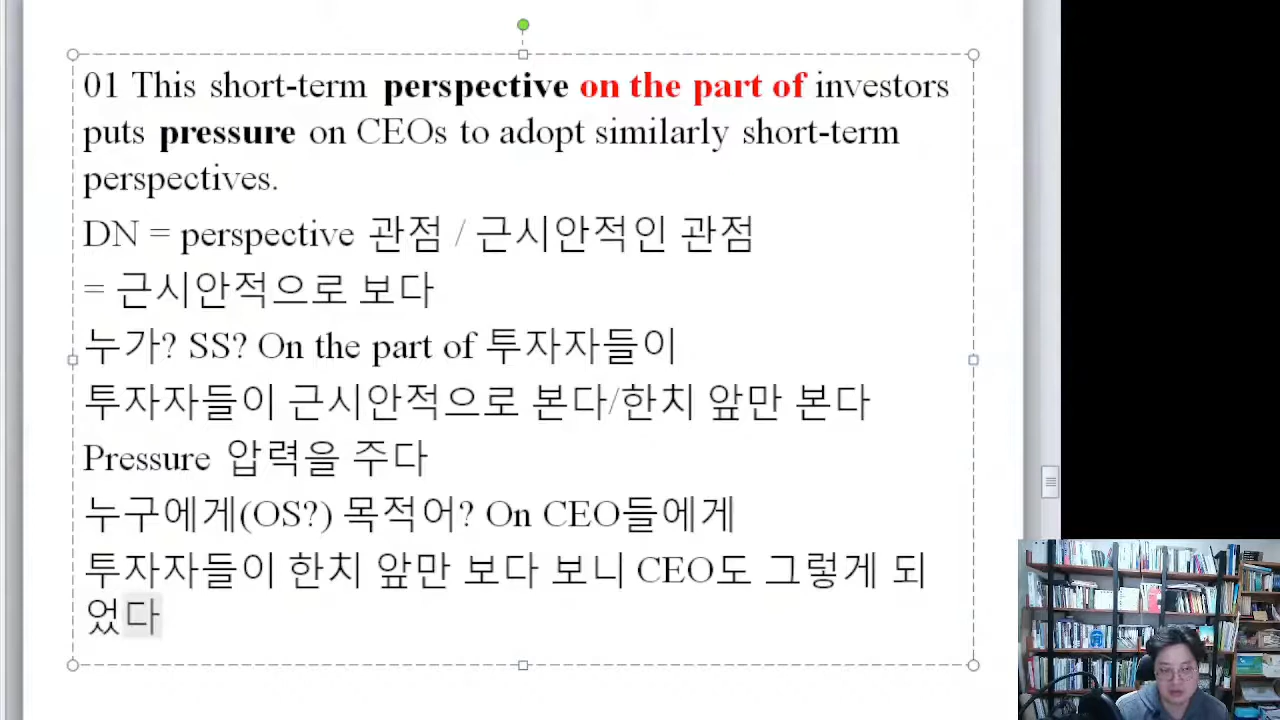 01 This short-term perspective on the part of investors
puts pressure on CEOs to adopt similarly short-term
perspectives.
DN = perspective 관점 / 근시안적인 관점
= 근시안적으로 보다
누가? SS? On the part of 투자자들이
투자자들이 근시안적으로 본다/한치 앞만 본다
Pressure 압력을 주다
누구에게(OS?) 목적어? On CEO들에게
투자자들이 한치 앞만 보다 보니 CEO도 그렇게 되
었다